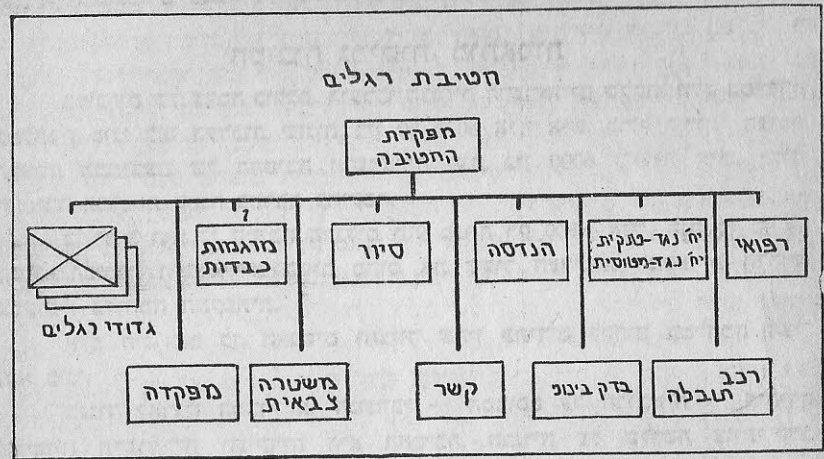 חטיבת רגלים
מפקדת
החטיבה
מרגמות
כבדות
סיור
הנדסה
יח' נגד-טנקית
יח' נגד-מטוסית
רפואי
גדודי רגלים
מפקדה
משטרה
צבאית
קשר
בדק בינופ
רכב
תובלה